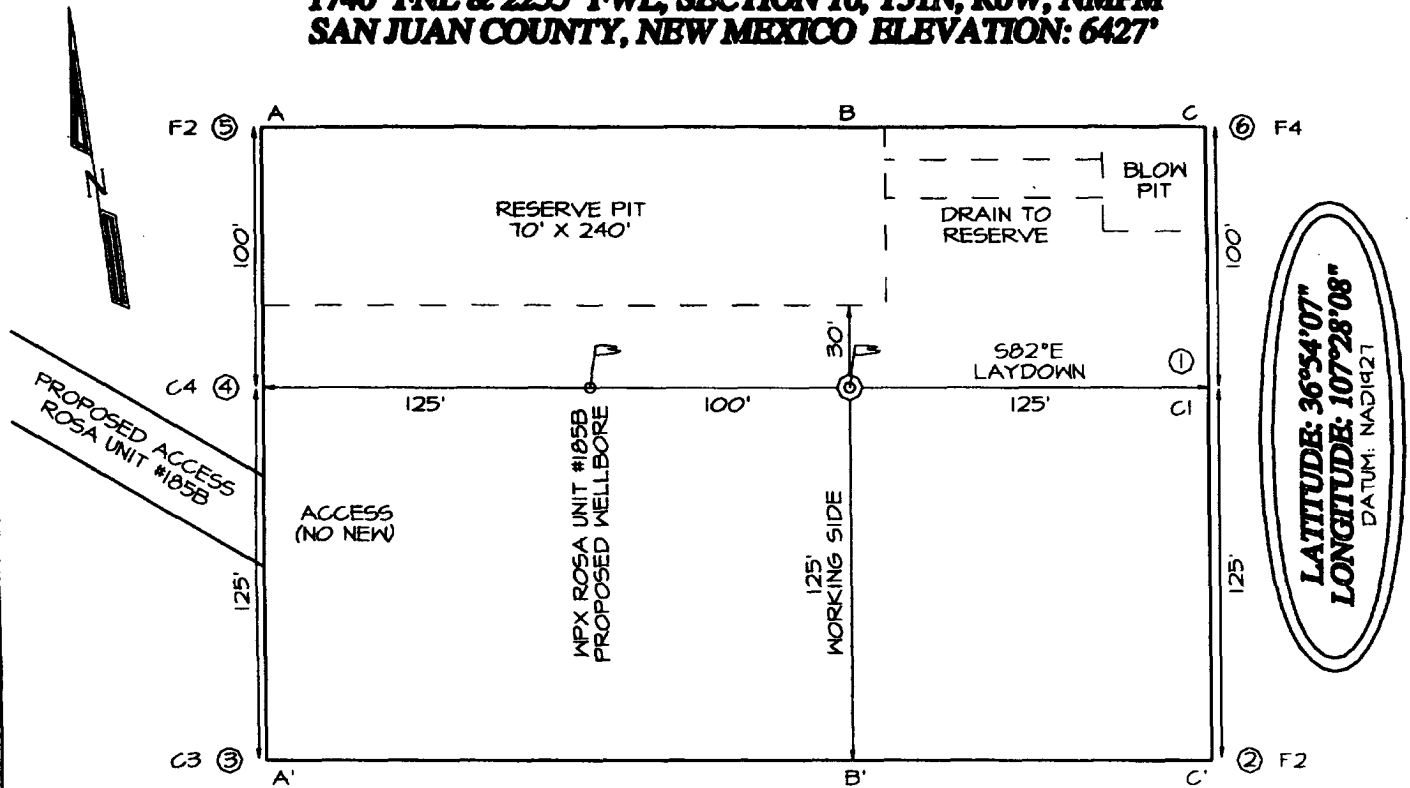 SAN JUAN COUNTY, NEW MEXICO ELEVATION: 6427'
A
B
C
F2 ⑤
⑥ F4
N
RESERVE PIT
70' X 240'
BLOW
PIT
DRAIN TO
RESERVE
100'
100'
30'
S82°E
LAYDOWN
①
C4 ④
125'
100'
125'
C1
PROPOSED ACCESS
ROSA UNIT #185B
ACCESS
(NO NEW)
WPX ROSA UNIT #185B
PROPOSED WELLBORE
125'
WORKING SIDE
125'
125'
LATITUDE: 36°54'07"
LONGITUDE: 107°28'08"
DATUM: NAD1927
C3 ③
② F2
A'
B'
C'